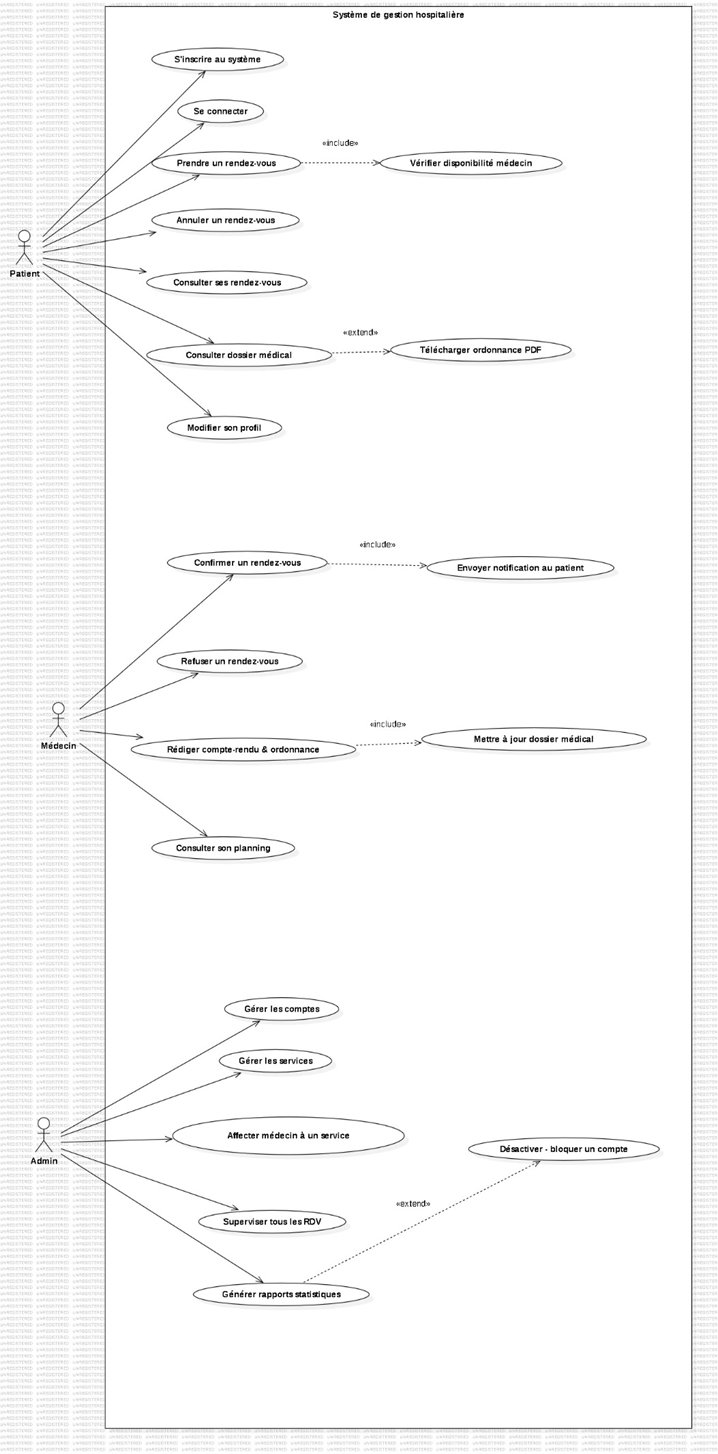 Système de gestion hospitalière
S'inscrire au système
Se connecter
«include»
Prendre un rendez-vous
Vérifier disponibilité médecin
Annuler un rendez-vous
Patient
Consulter ses rendez-vous
«extend»
Consulter dossier médical
Télécharger ordonnance PDF
Modifier son profil
«include»
Confirmer un rendez-vous
Envoyer notification au patient
Refuser un rendez-vous
«include»
Médecin
Rédiger compte-rendu & ordonnance
Mettre à jour dossier médical
Consulter son planning
Gérer les comptes
Gérer les services
Affecter médecin à un service
Désactiver - bloquer un compte
Admin
«extend»
Superviser tous les RDV
Générer rapports statistiques
UNREGISTERED